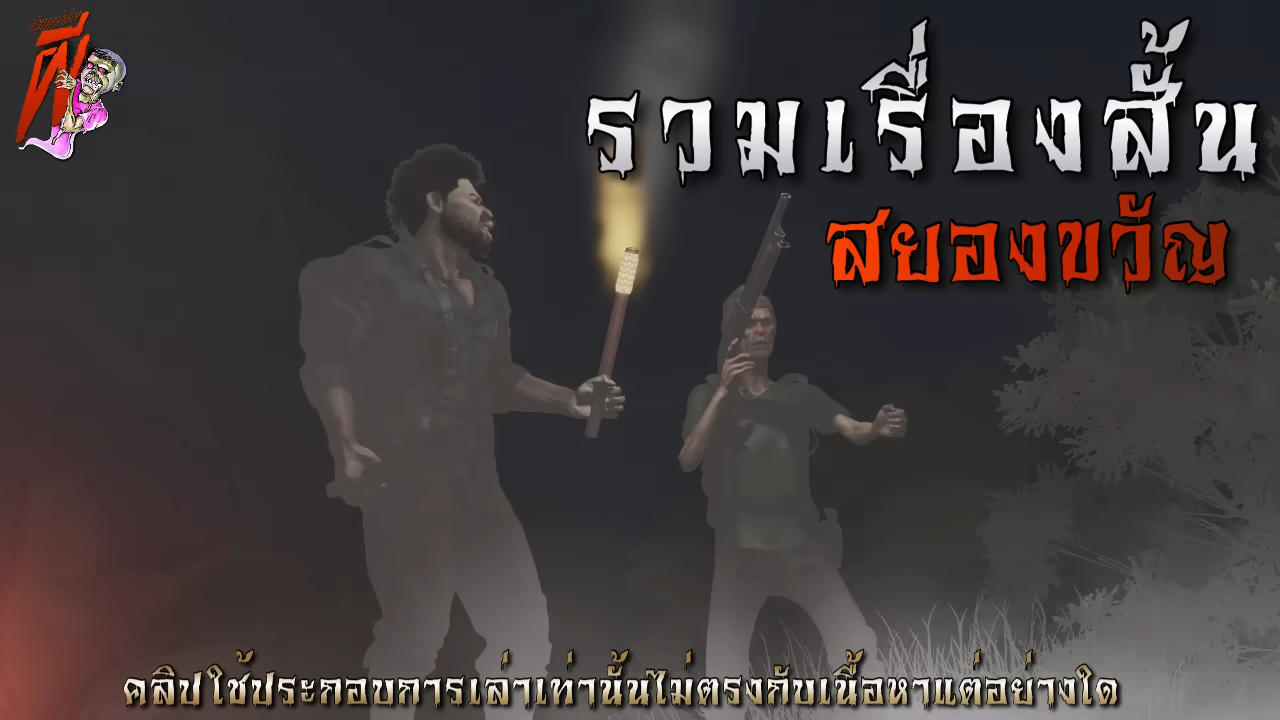 ผี
รวมเรื่องสั้น
สยองขวัญ
คลิปใช้ประกอบการเล่าเท่านั้นไม่ตรงกับเนื้อหาแต่อย่างใด